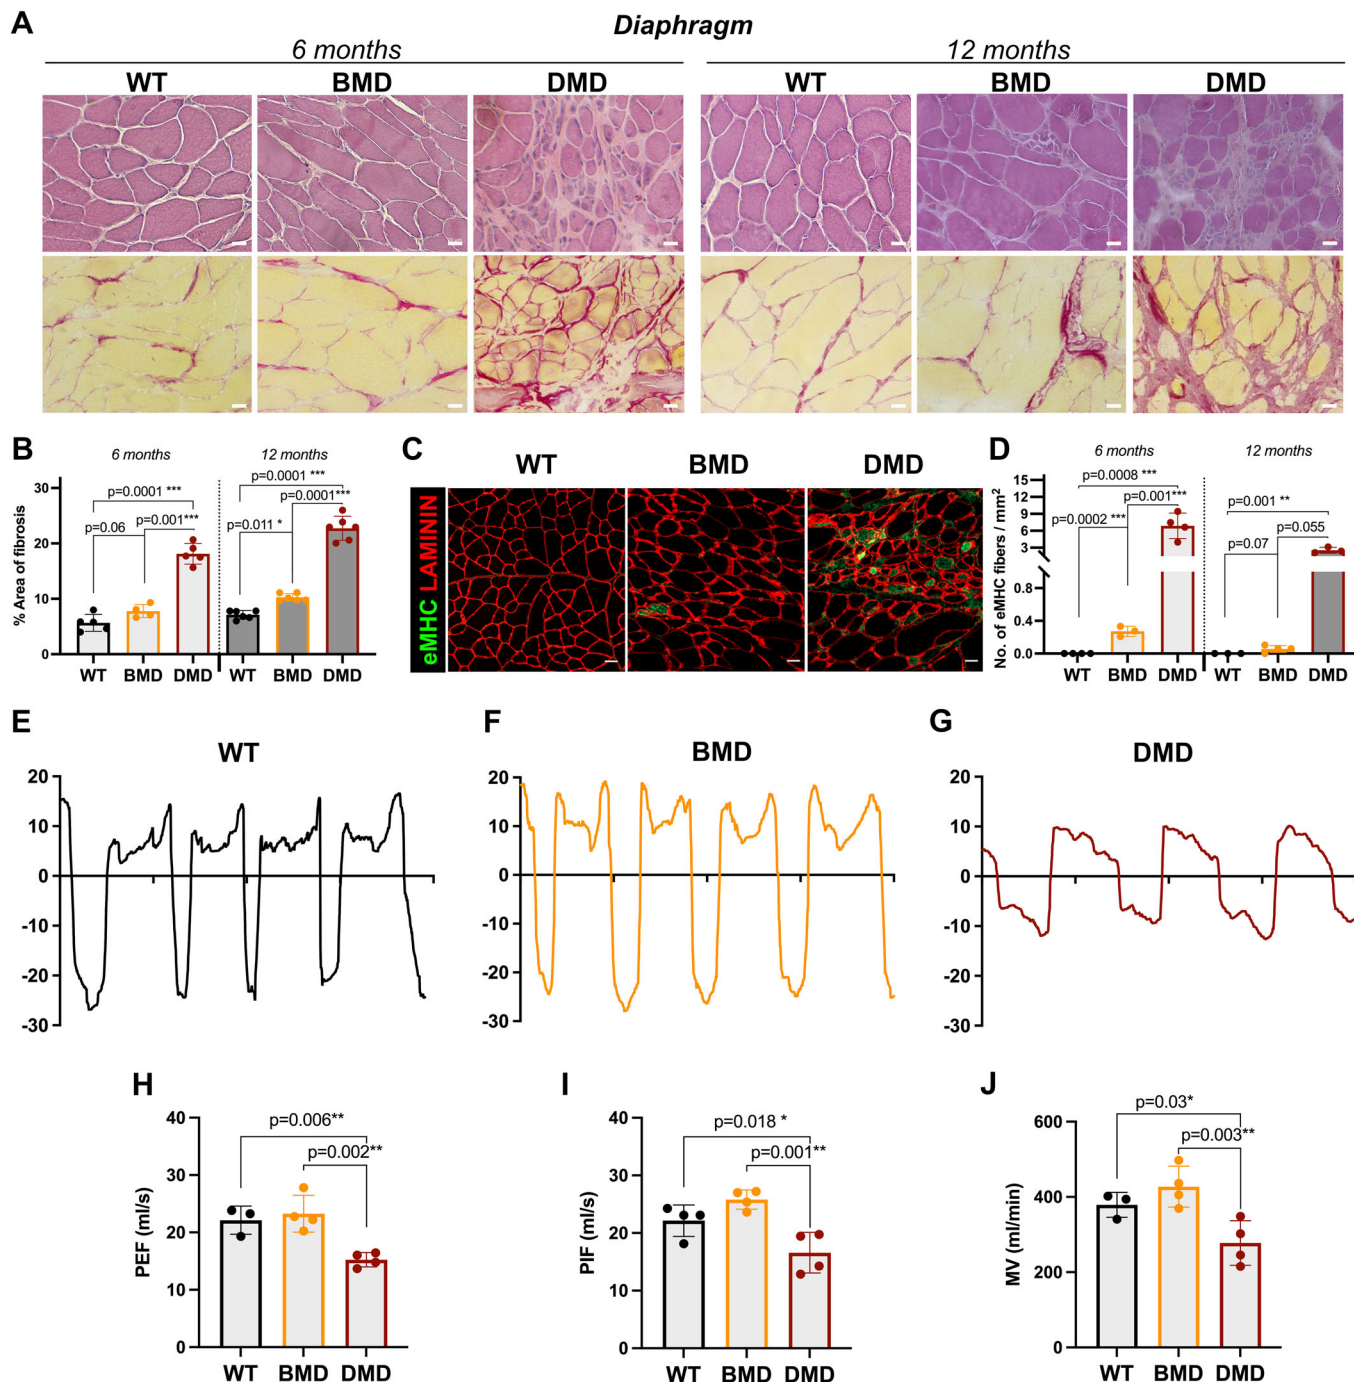 A
Diaphragm
6 months
12 months
WT BMD DMD WT BMD DMD
B
6 months 12 months
% Area of fibrosis
30
20
10
0
p=0.0001 ***
p=0.06
p=0.001***
p=0.0001 ***
p=0.0001***
p=0.011 *
WT BMD DMD WT BMD DMD
C
WT BMD DMD
eMHC LAMININ
D
6 months 12 months
No. of eMHC fibers / mm²
15
12
9
6
3
0.8
0.4
0.0
p=0.0008 ***
p=0.001***
p=0.0002 ***
p=0.001 **
p=0.055
p=0.07
WT BMD DMD WT BMD DMD
E
WT
20
10
0
-10
-20
-30
F
BMD
20
10
0
-10
-20
-30
G
DMD
20
10
0
-10
-20
-30
H
PEF (ml/s)
40
30
20
10
0
p=0.006**
p=0.002**
WT BMD DMD
I
PIF (ml/s)
40
30
20
10
0
p=0.018 *
p=0.001**
WT BMD DMD
J
MV (ml/min)
600
400
200
0
p=0.03*
p=0.003**
WT BMD DMD